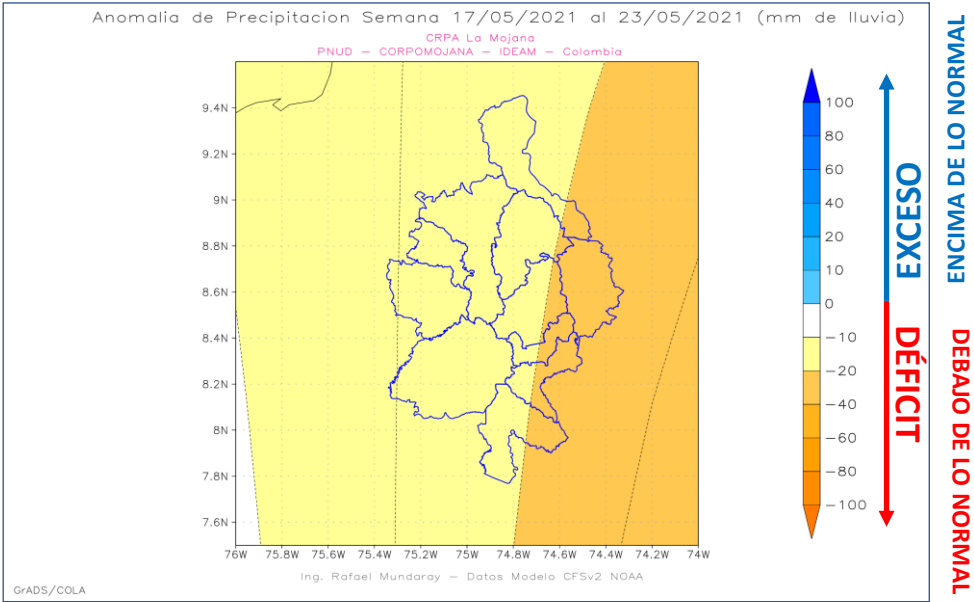 Anomalia de Precipitacion Semana 17/05/2021 al 23/05/2021 (mm de lluvia)
CRPA La Mojana
PNUD – CORPOMOJANA – IDEAM – Colombia
9.4N
9.2N
9N
8.8N
8.6N
8.4N
8.2N
8N
7.8N
7.6N
76W 75.8W 75.6W 75.4W 75.2W 75W 74.8W 74.6W 74.4W 74.2W 74W
100
80
60
40
20
10
0
−10
−20
−40
−60
−80
−100
EXCESO
DÉFICIT
ENCIMA DE LO NORMAL
DEBAJO DE LO NORMAL
Ing. Rafael Mundaray – Datos Modelo CFSv2 NOAA
GrADS/COLA